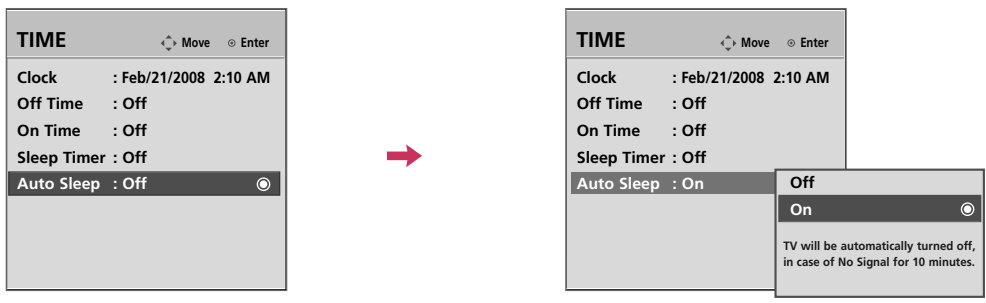 TIME Move Enter
Clock : Feb/21/2008 2:10 AM
Off Time : Off
On Time : Off
Sleep Timer : Off
Auto Sleep : Off
TIME Move Enter
Clock : Feb/21/2008 2:10 AM
Off Time : Off
On Time : Off
Sleep Timer : Off
Auto Sleep : On
Off
On
TV will be automatically turned off,
in case of No Signal for 10 minutes.